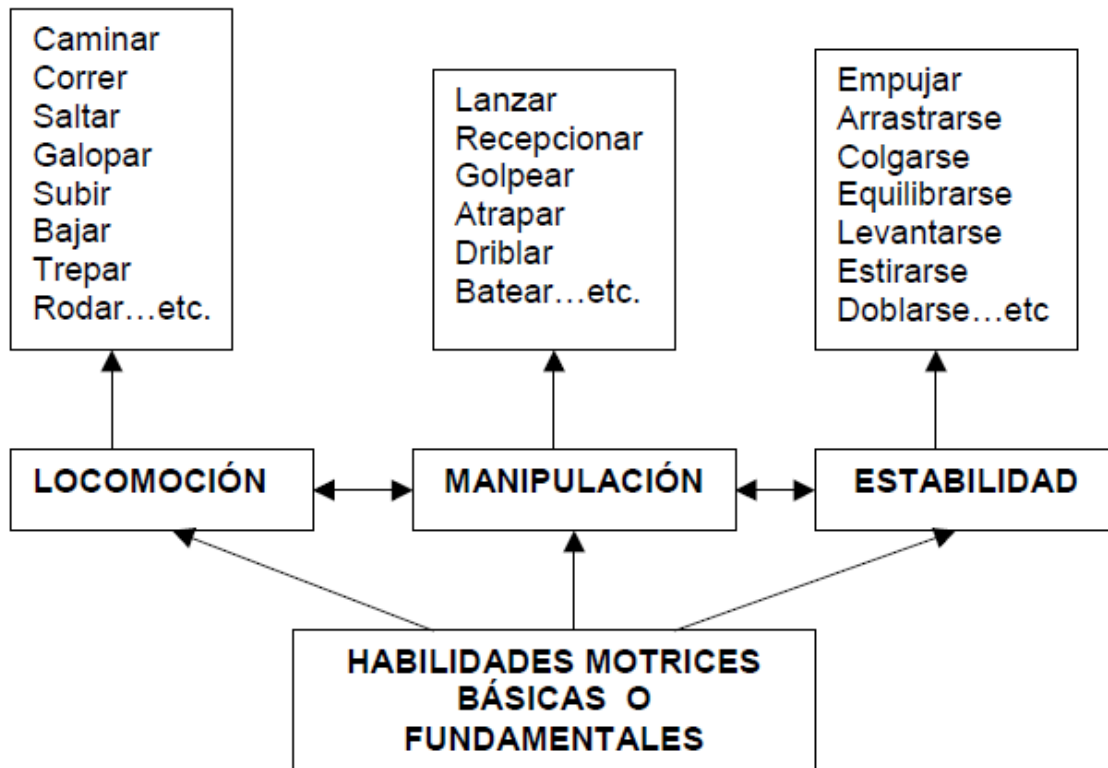 Caminar
Correr
Saltar
Galopar
Subir
Bajar
Trepar
Rodar…etc.
Lanzar
Recepcionar
Golpear
Atrapar
Driblar
Batear…etc.
Empujar
Arrastrarse
Colgarse
Equilibrarse
Levantarse
Estirarse
Doblarse…etc
LOCOMOCIÓN
MANIPULACIÓN
ESTABILIDAD
HABILIDADES MOTRICES
BÁSICAS O
FUNDAMENTALES